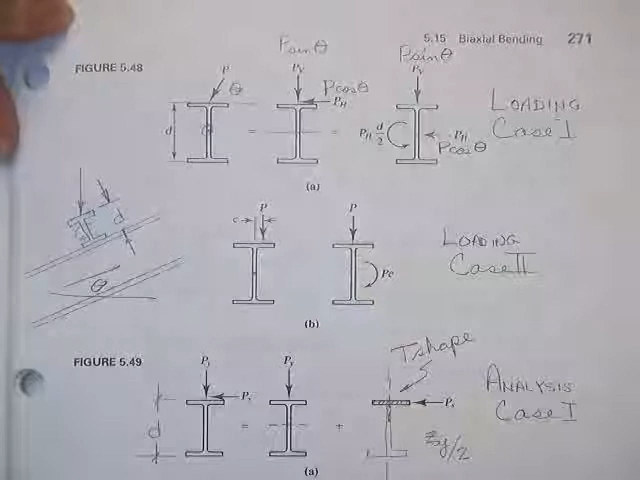 5.15 Biaxial Bending 271
FIGURE 5.48
Psinθ
Psinθ
P
θ
Pv
Pcosθ
PH
Pv
d
=
=
PH d/2
PH
Pcosθ
LOADING
Case I
(a)
d
θ
e
P
P
Pe
LOADING
Case II
(b)
FIGURE 5.49
T shape
Py
Px
Py
Px
d
=
+
Zy/2
ANALYSIS
Case I
(a)